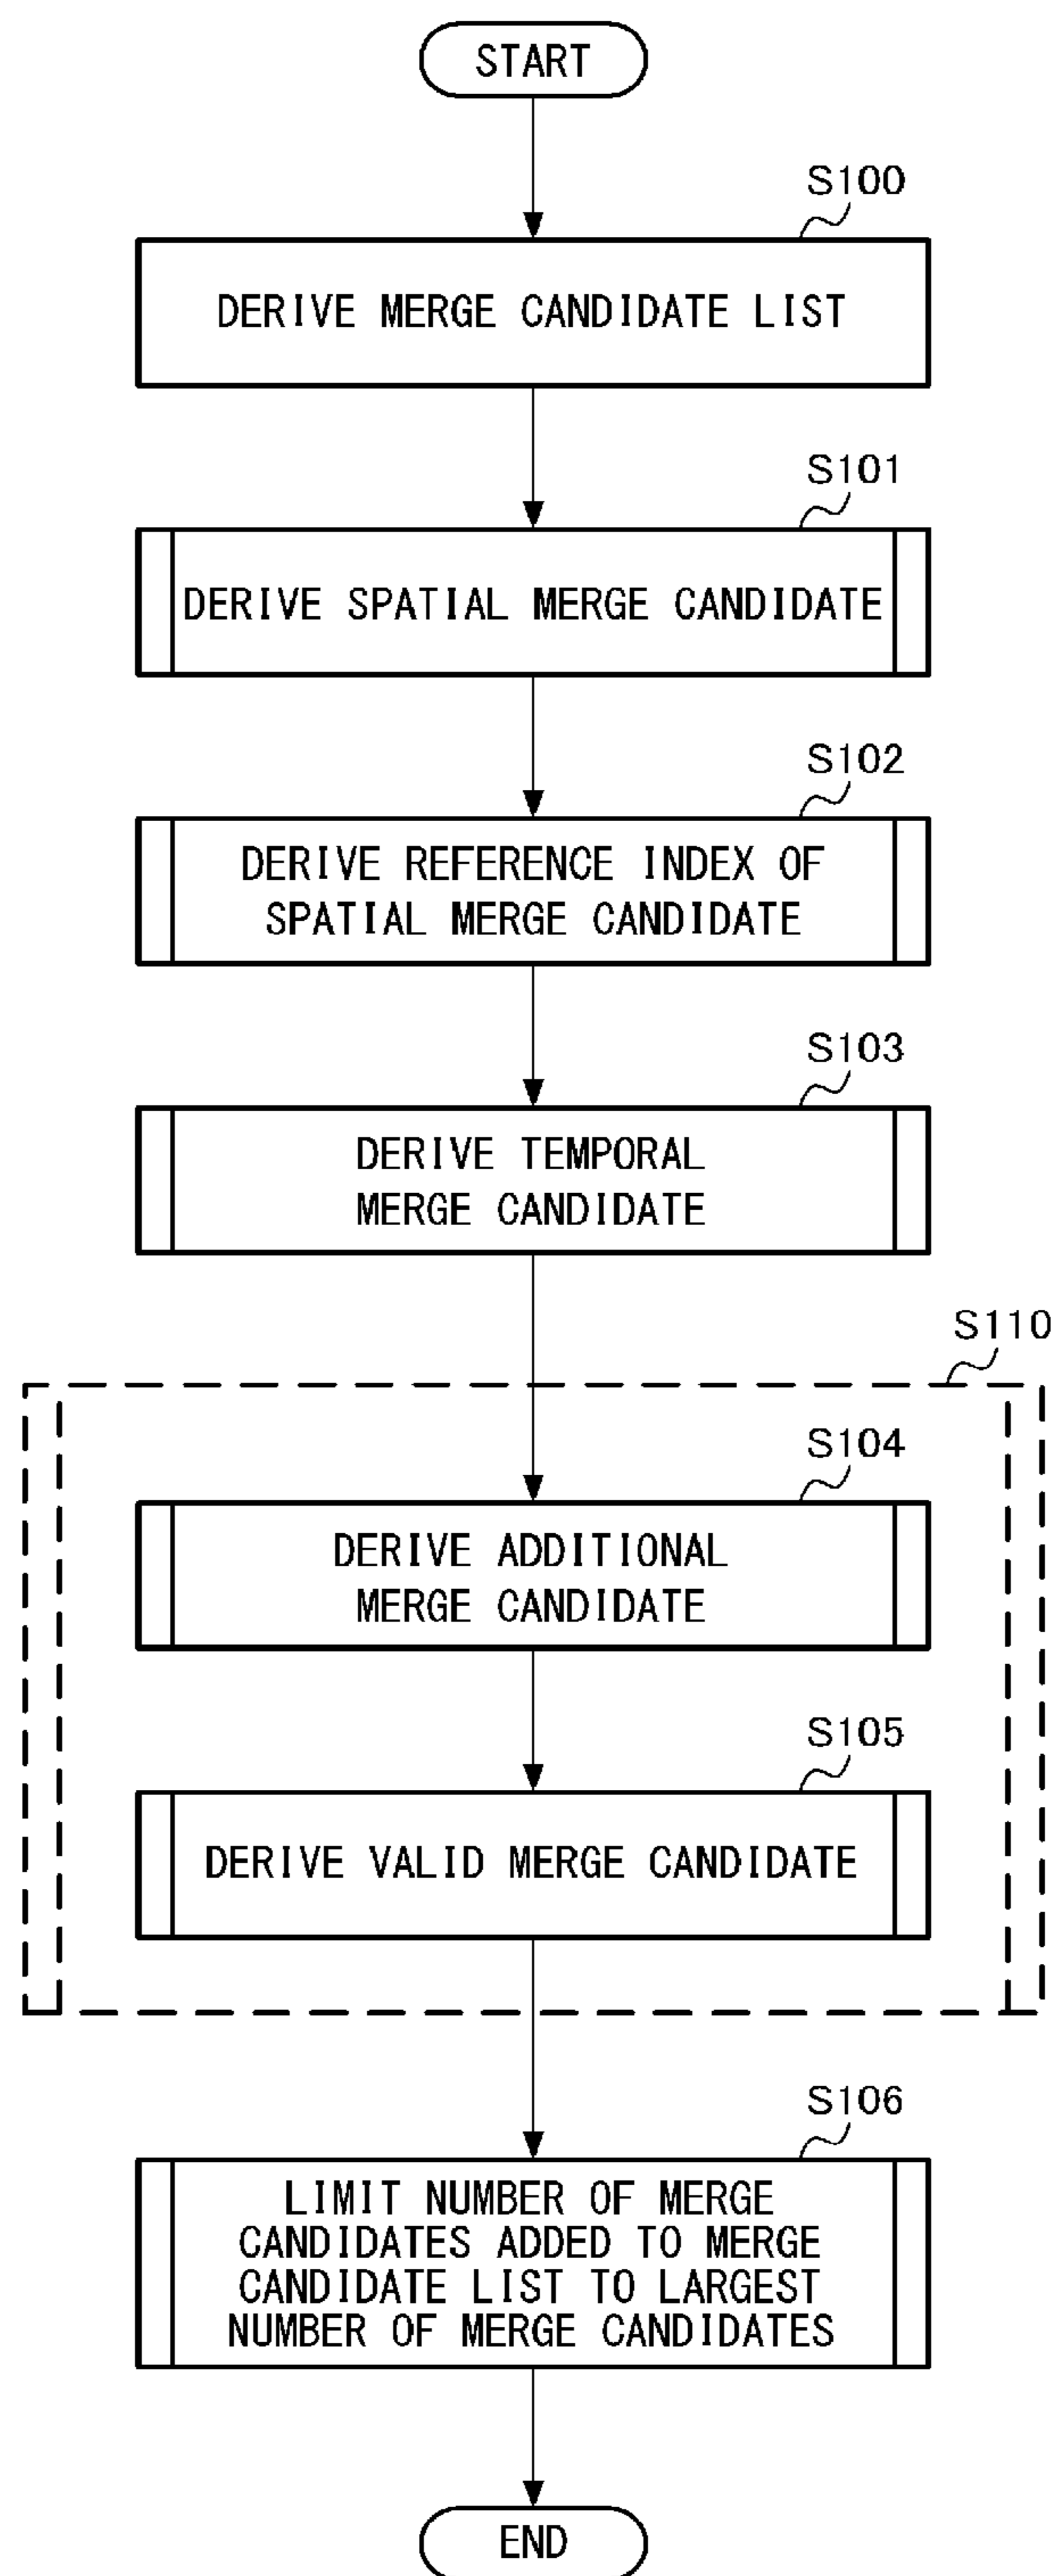 START
S100
DERIVE MERGE CANDIDATE LIST
S101
DERIVE SPATIAL MERGE CANDIDATE
S102
DERIVE REFERENCE INDEX OF
SPATIAL MERGE CANDIDATE
S103
DERIVE TEMPORAL
MERGE CANDIDATE
S110
S104
DERIVE ADDITIONAL
MERGE CANDIDATE
S105
DERIVE VALID MERGE CANDIDATE
S106
LIMIT NUMBER OF MERGE
CANDIDATES ADDED TO MERGE
CANDIDATE LIST TO LARGEST
NUMBER OF MERGE CANDIDATES
END